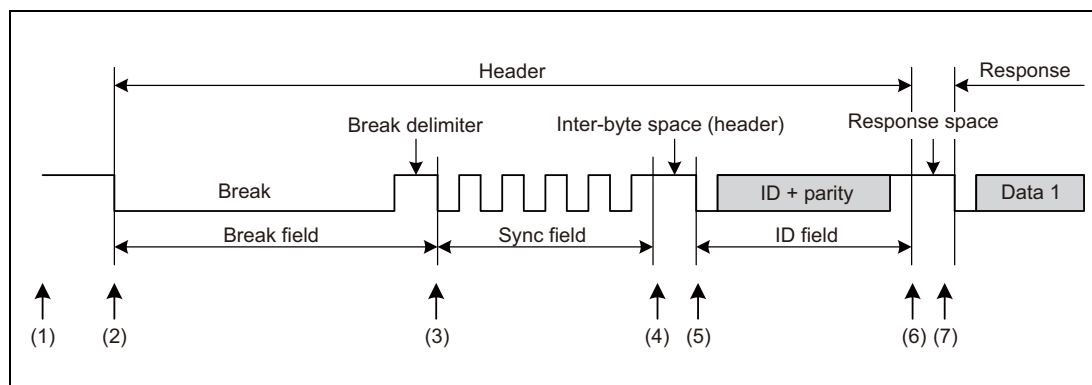 Header
Response
Break delimiter
Inter-byte space (header)
Response space
Break
ID + parity
Data 1
Break field
Sync field
ID field
(1)
(2)
(3)
(4)
(5)
(6)
(7)